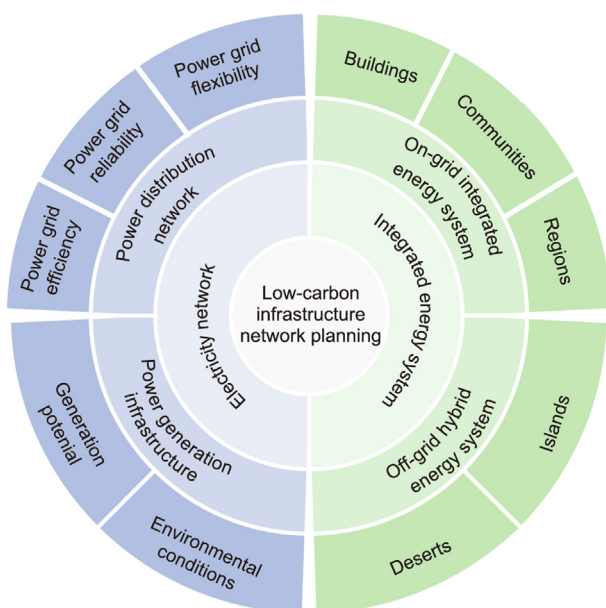 Low-carbon
infrastructure
network planning
Electricity network
Integrated energy system
Power distribution
network
Power generation
infrastructure
On-grid integrated
energy system
Off-grid hybrid
energy system
Power grid
flexibility
Power grid
reliability
Power grid
efficiency
Generation
potenial
Environmental
conditions
Buildings
Communities
Regions
Islands
Deserts